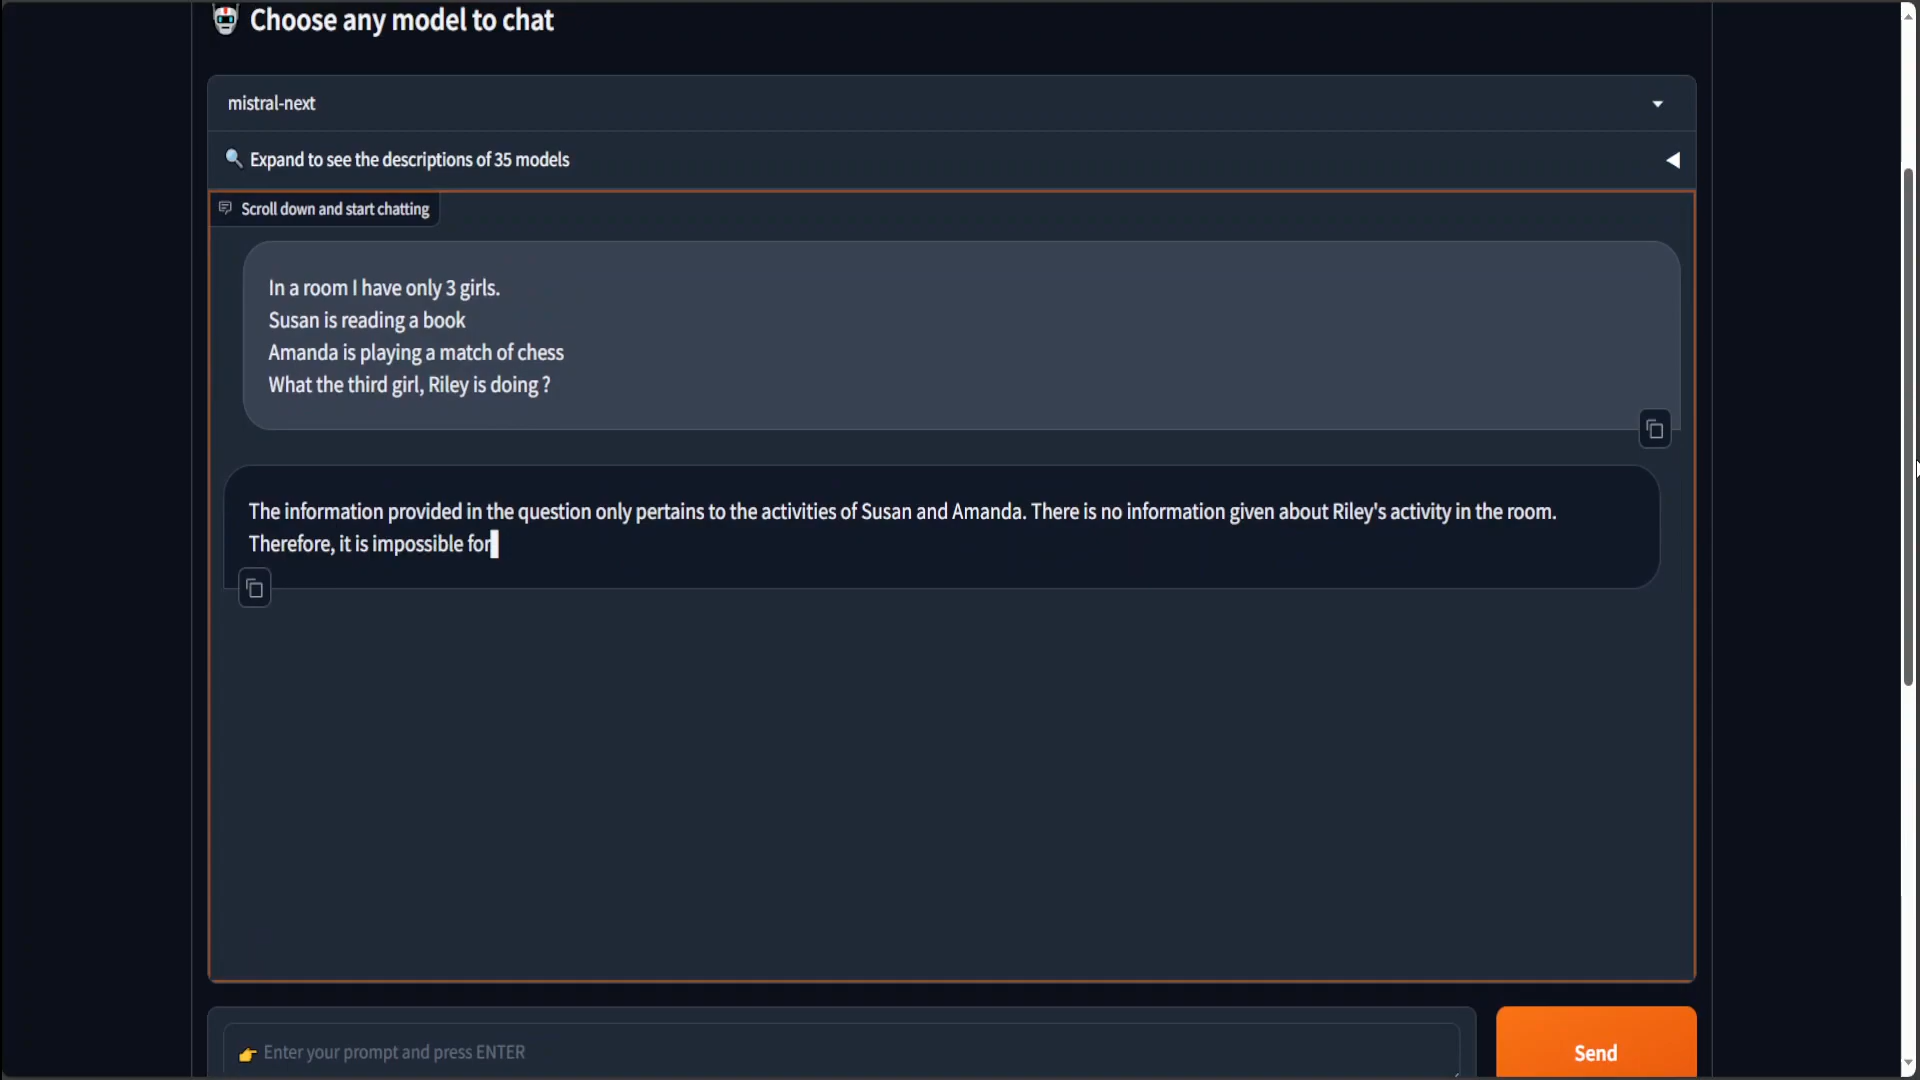 Choose any model to chat
mistral-next
Expand to see the descriptions of 35 models
Scroll down and start chatting
In a room I have only 3 girls.
Susan is reading a book
Amanda is playing a match of chess
What the third girl, Riley is doing ?
The information provided in the question only pertains to the activities of Susan and Amanda. There is no information given about Riley's activity in the room.
Therefore, it is impossible for
Enter your prompt and press ENTER
Send